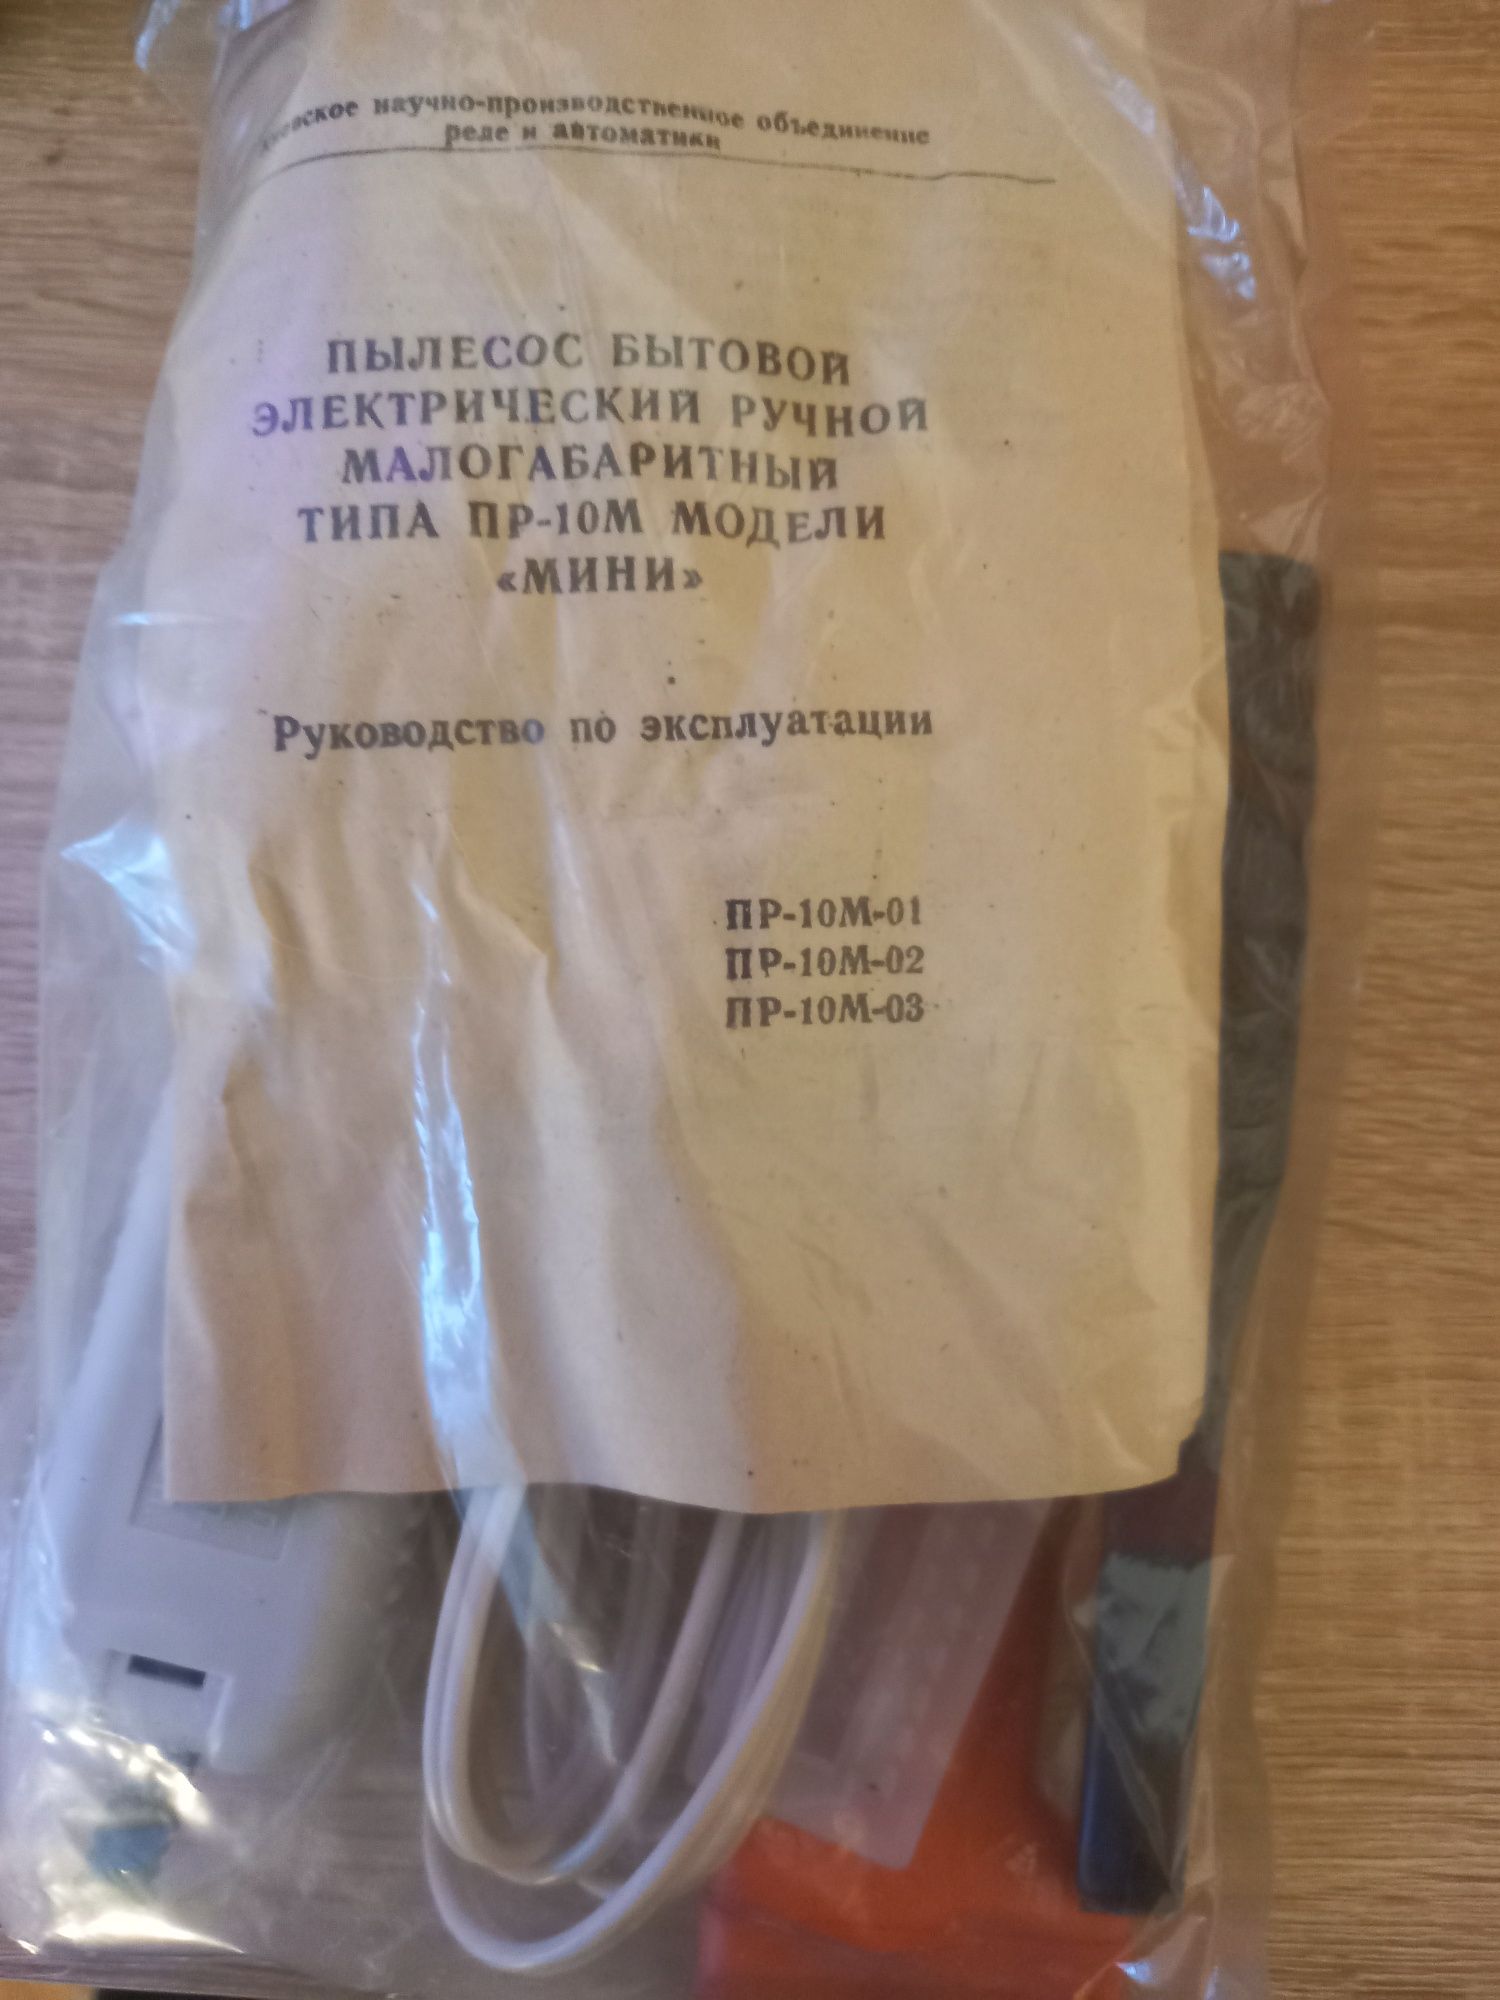 научно-производственное объединение
реле и автоматики
ПЫЛЕСОС БЫТОВОЙ
ЭЛЕКТРИЧЕСКИЙ РУЧНОЙ
МАЛОГАБАРИТНЫЙ
ТИПА ПР-10М МОДЕЛИ
«МИНИ»
Руководство по эксплуатации
ПР-10М-01
ПР-10М-02
ПР-10М-03